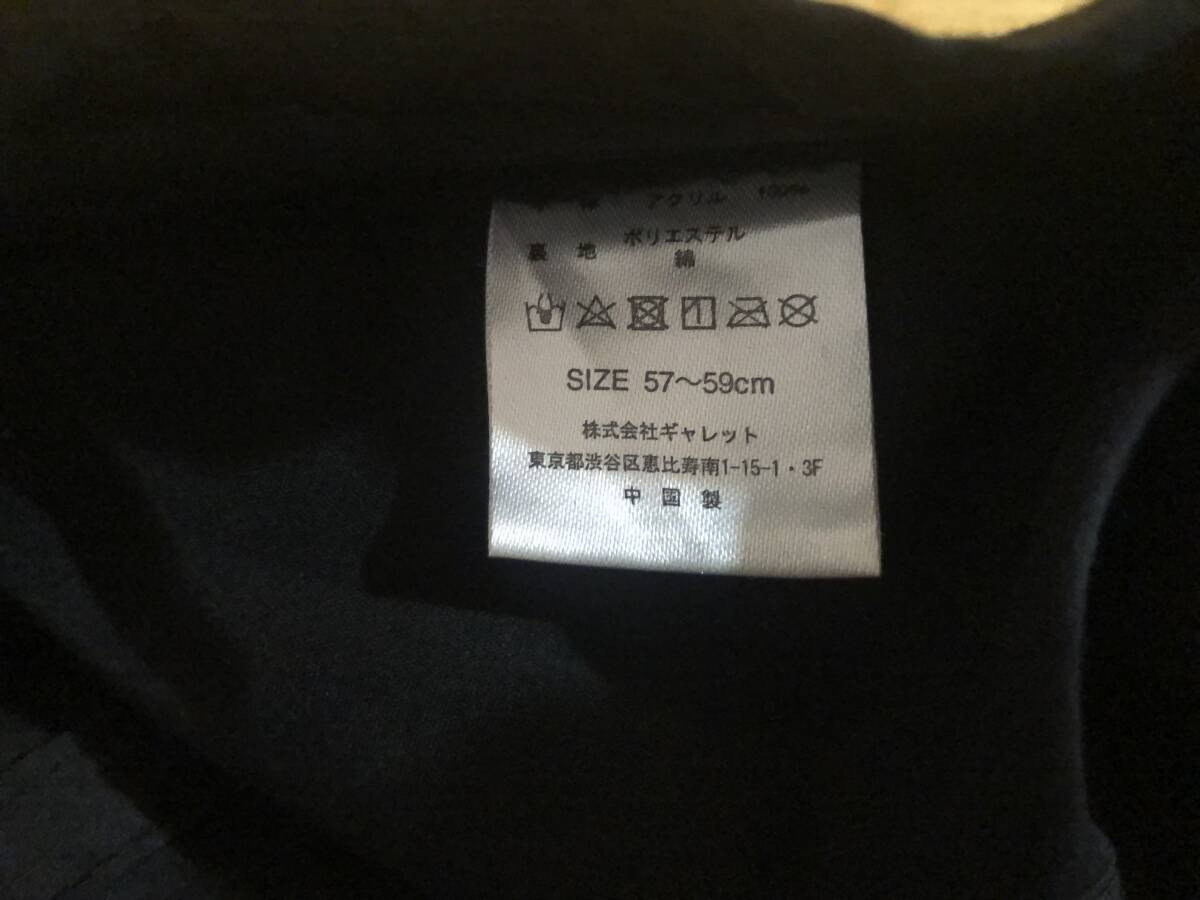 アクリル 100%
裏 地 ポリエステル
綿
SIZE 57〜59cm
株式会社ギャレット
東京都渋谷区恵比寿南1-15-1・3F
中 国 製